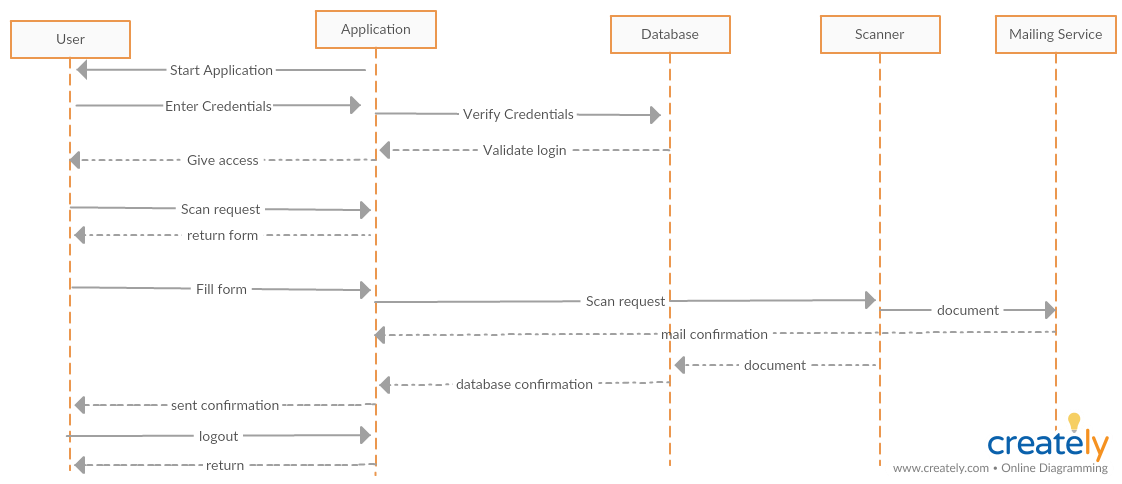 User
Application
Database
Scanner
Mailing Service
Start Application
Enter Credentials
Verify Credentials
Validate login
Give access
Scan request
return form
Fill form
Scan request
document
mail confirmation
document
database confirmation
sent confirmation
logout
return
creately
www.creately.com • Online Diagramming